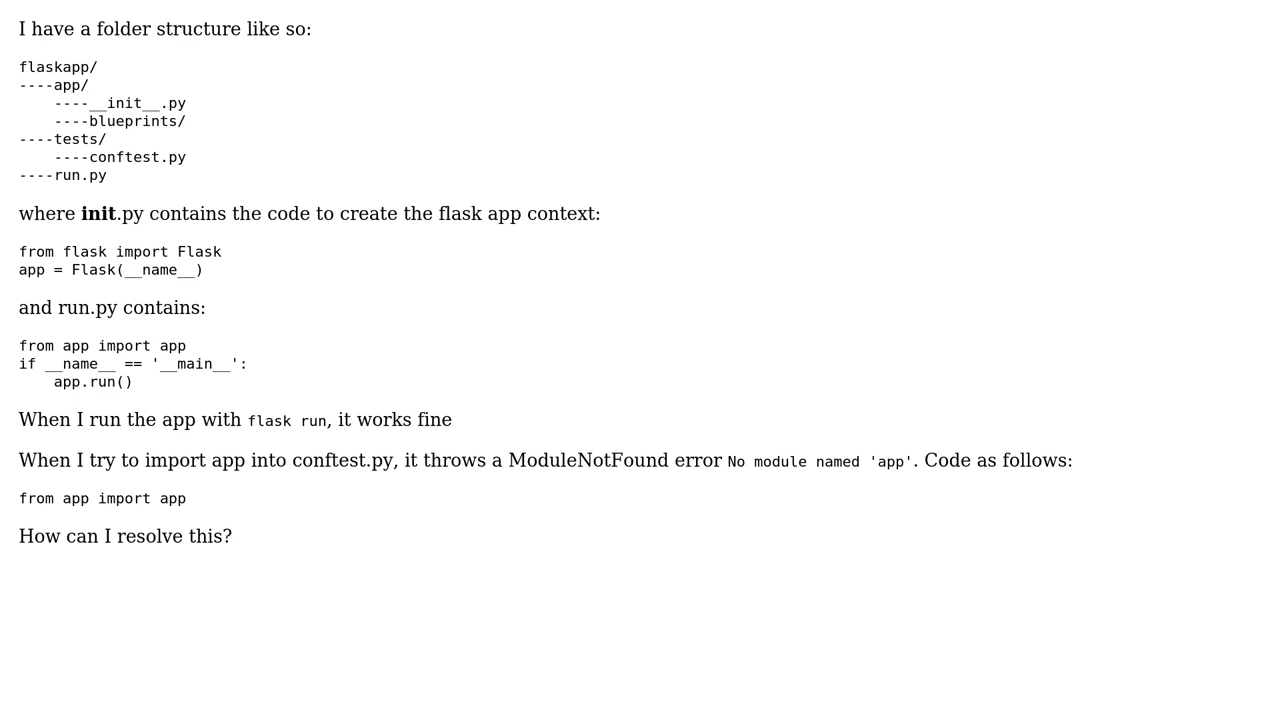 I have a folder structure like so:
flaskapp/
----app/
    ----__init__.py
    ----blueprints/
----tests/
    ----conftest.py
----run.py
where init.py contains the code to create the flask app context:
from flask import Flask
app = Flask(__name__)
and run.py contains:
from app import app
if __name__ == '__main__':
    app.run()
When I run the app with flask run, it works fine
When I try to import app into conftest.py, it throws a ModuleNotFound error No module named 'app'. Code as follows:
from app import app
How can I resolve this?